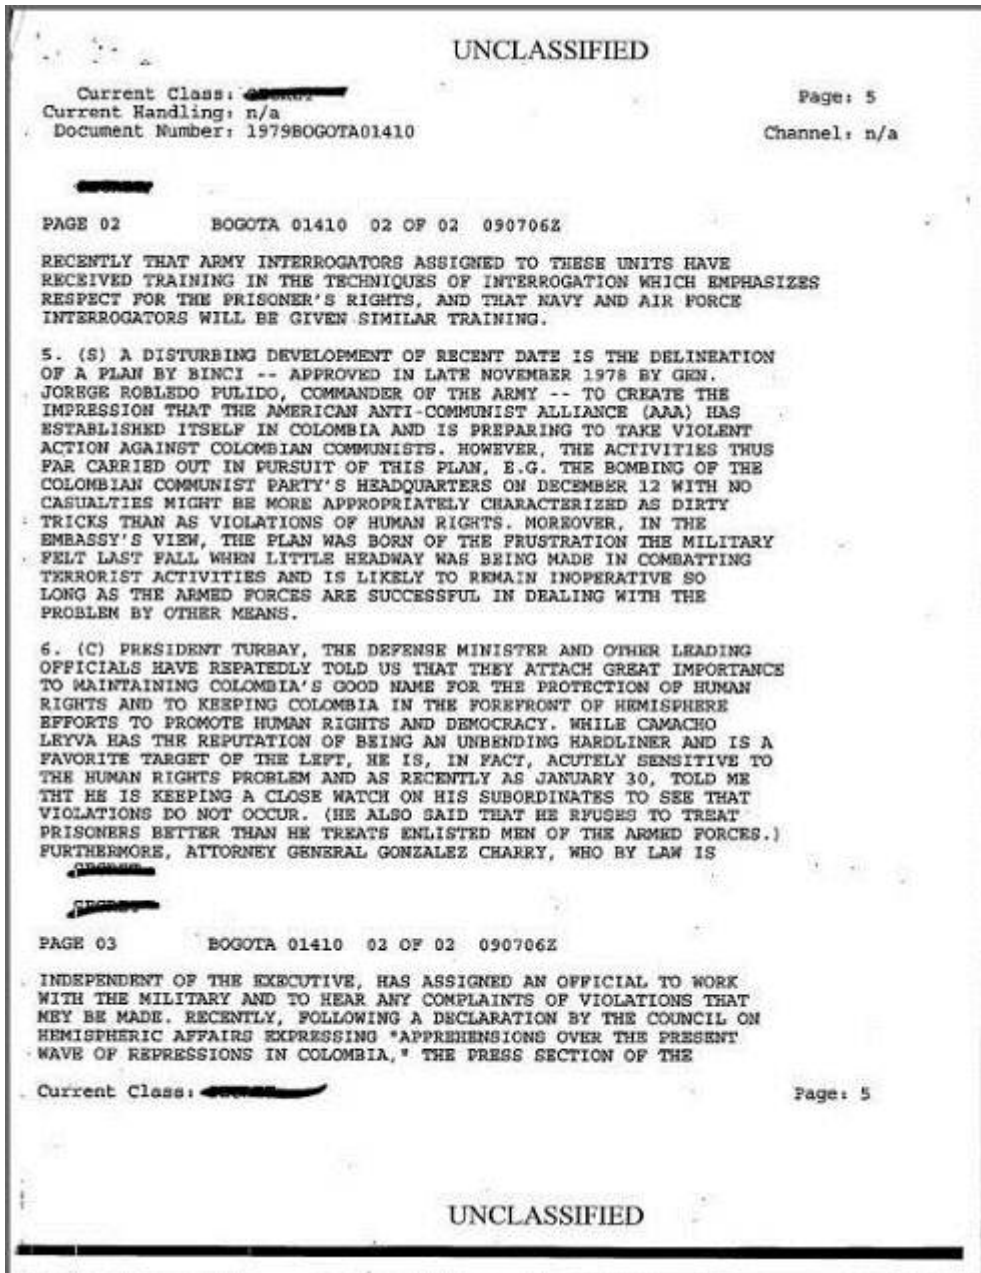 UNCLASSIFIED
Current Class: Page: 5
Current Handling: n/a
Document Number: 1979BOGOTA01410 Channel: n/a
PAGE 02 BOGOTA 01410 02 OF 02 090706Z
RECENTLY THAT ARMY INTERROGATORS ASSIGNED TO THESE UNITS HAVE
RECEIVED TRAINING IN THE TECHNIQUES OF INTERROGATION WHICH EMPHASIZES
RESPECT FOR THE PRISONER'S RIGHTS, AND THAT NAVY AND AIR FORCE
INTERROGATORS WILL BE GIVEN SIMILAR TRAINING.
5. (S) A DISTURBING DEVELOPMENT OF RECENT DATE IS THE DELINEATION
OF A PLAN BY BINCI -- APPROVED IN LATE NOVEMBER 1978 BY GEN.
JOREGE ROBLEDO PULIDO, COMMANDER OF THE ARMY -- TO CREATE THE
IMPRESSION THAT THE AMERICAN ANTI-COMMUNIST ALLIANCE (AAA) HAS
ESTABLISHED ITSELF IN COLOMBIA AND IS PREPARING TO TAKE VIOLENT
ACTION AGAINST COLOMBIAN COMMUNISTS. HOWEVER, THE ACTIVITIES THUS
FAR CARRIED OUT IN PURSUIT OF THIS PLAN, E.G. THE BOMBING OF THE
COLOMBIAN COMMUNIST PARTY'S HEADQUARTERS ON DECEMBER 12 WITH NO
CASUALTIES MIGHT BE MORE APPROPRIATELY CHARACTERIZED AS DIRTY
TRICKS THAN AS VIOLATIONS OF HUMAN RIGHTS. MOREOVER, IN THE
EMBASSY'S VIEW, THE PLAN WAS BORN OF THE FRUSTRATION THE MILITARY
FELT LAST FALL WHEN LITTLE HEADWAY WAS BEING MADE IN COMBATTING
TERRORIST ACTIVITIES AND IS LIKELY TO REMAIN INOPERATIVE SO
LONG AS THE ARMED FORCES ARE SUCCESSFUL IN DEALING WITH THE
PROBLEM BY OTHER MEANS.
6. (C) PRESIDENT TURBAY, THE DEFENSE MINISTER AND OTHER LEADING
OFFICIALS HAVE REPATEDLY TOLD US THAT THEY ATTACH GREAT IMPORTANCE
TO MAINTAINING COLOMBIA'S GOOD NAME FOR THE PROTECTION OF HUMAN
RIGHTS AND TO KEEPING COLOMBIA IN THE FOREFRONT OF HEMISPHERE
EFFORTS TO PROMOTE HUMAN RIGHTS AND DEMOCRACY. WHILE CAMACHO
LEYVA HAS THE REPUTATION OF BEING AN UNBENDING HARDLINER AND IS A
FAVORITE TARGET OF THE LEFT, HE IS, IN FACT, ACUTELY SENSITIVE TO
THE HUMAN RIGHTS PROBLEM AND AS RECENTLY AS JANUARY 30, TOLD ME
THT HE IS KEEPING A CLOSE WATCH ON HIS SUBORDINATES TO SEE THAT
VIOLATIONS DO NOT OCCUR. (HE ALSO SAID THAT HE RFUSES TO TREAT
PRISONERS BETTER THAN HE TREATS ENLISTED MEN OF THE ARMED FORCES.)
FURTHERMORE, ATTORNEY GENERAL GONZALEZ CHARRY, WHO BY LAW IS
PAGE 03 BOGOTA 01410 02 OF 02 090706Z
INDEPENDENT OF THE EXECUTIVE, HAS ASSIGNED AN OFFICIAL TO WORK
WITH THE MILITARY AND TO HEAR ANY COMPLAINTS OF VIOLATIONS THAT
MEY BE MADE. RECENTLY, FOLLOWING A DECLARATION BY THE COUNCIL ON
HEMISPHERIC AFFAIRS EXPRESSING "APPREHENSIONS OVER THE PRESENT
WAVE OF REPRESSIONS IN COLOMBIA," THE PRESS SECTION OF THE
Current Class: Page: 5
UNCLASSIFIED